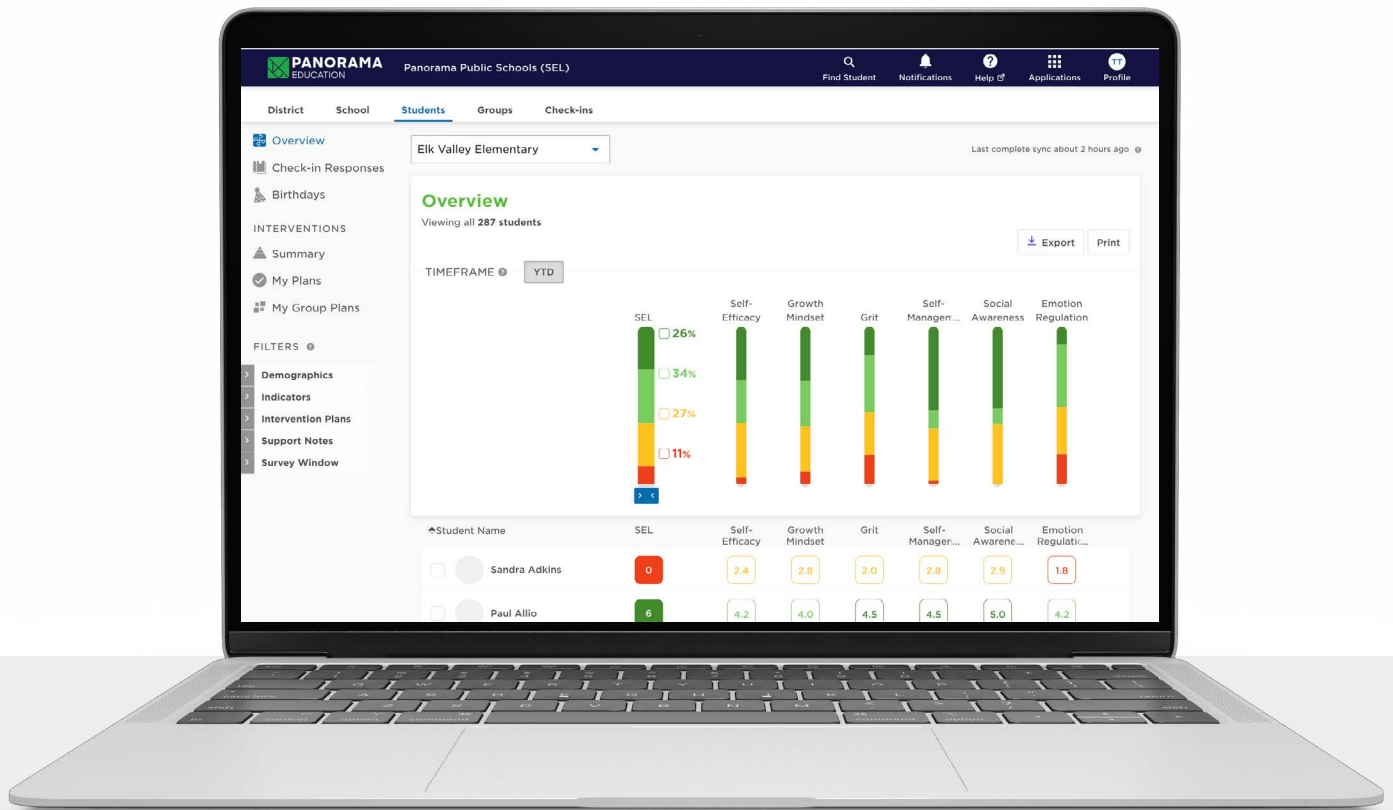 PANORAMA
EDUCATION
Panorama Public Schools (SEL)
Find Student
Notifications
Help
Applications
TT
Profile
District School Students Groups Check-ins
Overview
Check-in Responses
Birthdays
INTERVENTIONS
Summary
My Plans
My Group Plans
FILTERS
Demographics
Indicators
Intervention Plans
Support Notes
Survey Window
Elk Valley Elementary
Last complete sync about 2 hours ago
Overview
Viewing all 287 students
Export Print
TIMEFRAME YTD
SEL
Self-
Efficacy
Growth
Mindset
Grit
Self-
Managem...
Social
Awareness
Emotion
Regulation
26%
34%
27%
11%
Student Name
SEL
Self-
Efficacy
Growth
Mindset
Grit
Self-
Managem...
Social
Awarene...
Emotion
Regulatio...
Sandra Adkins 0 2.4 2.8 2.0 2.8 2.9 1.8
Paul Allio 6 4.2 4.0 4.5 4.5 5.0 4.2
command
option